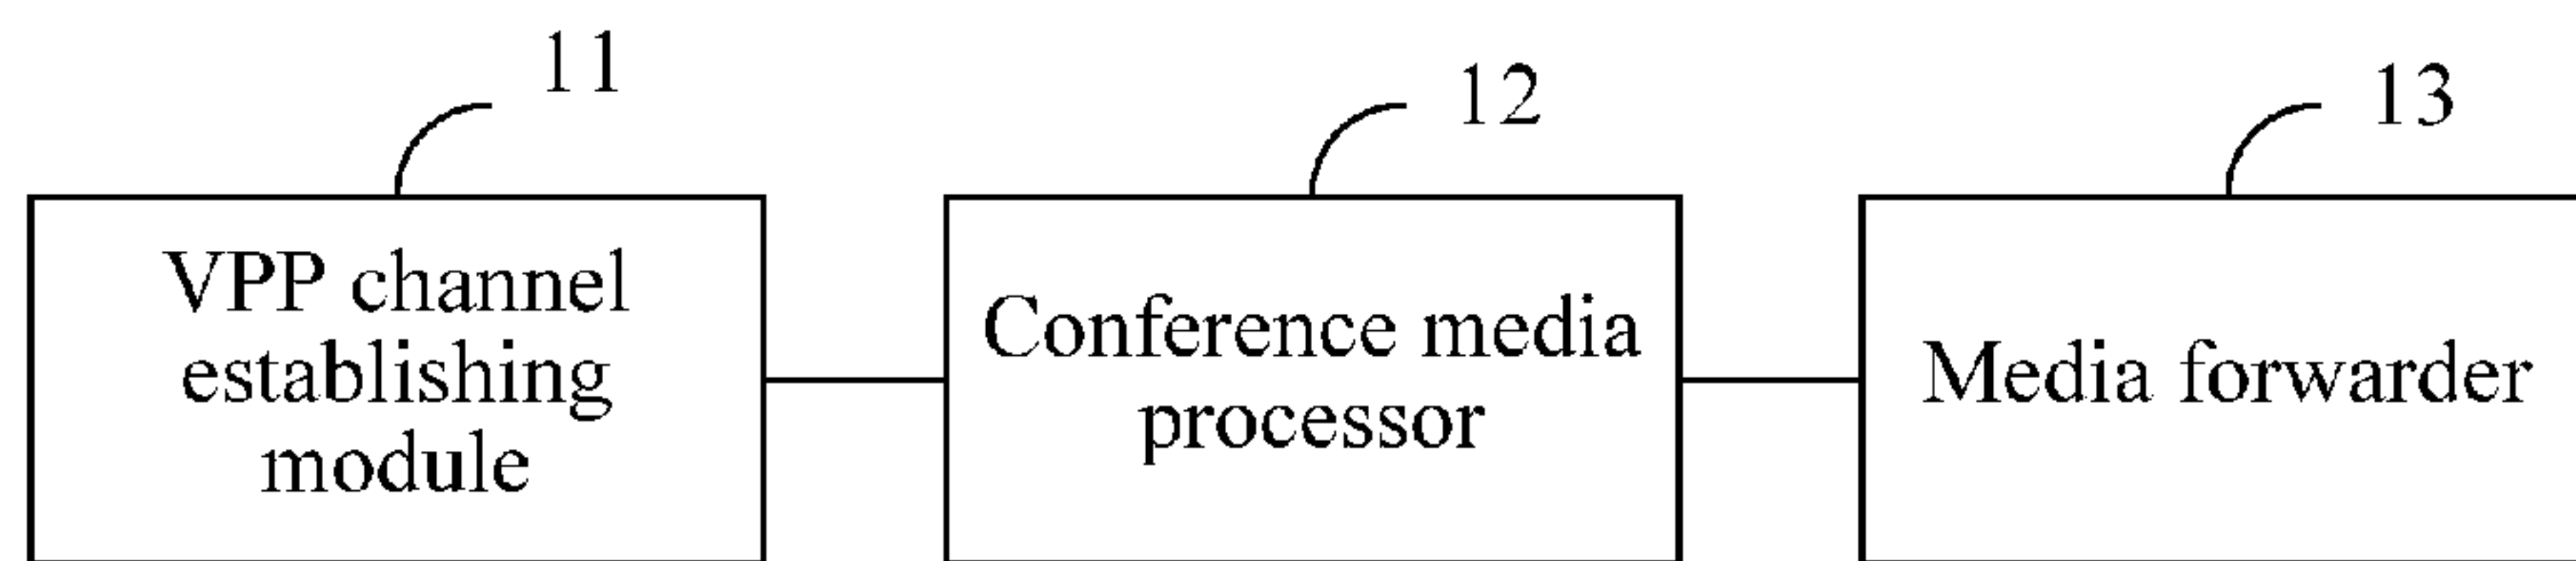 11
12
13
VPP channel
establishing
module
Conference media
processor
Media forwarder